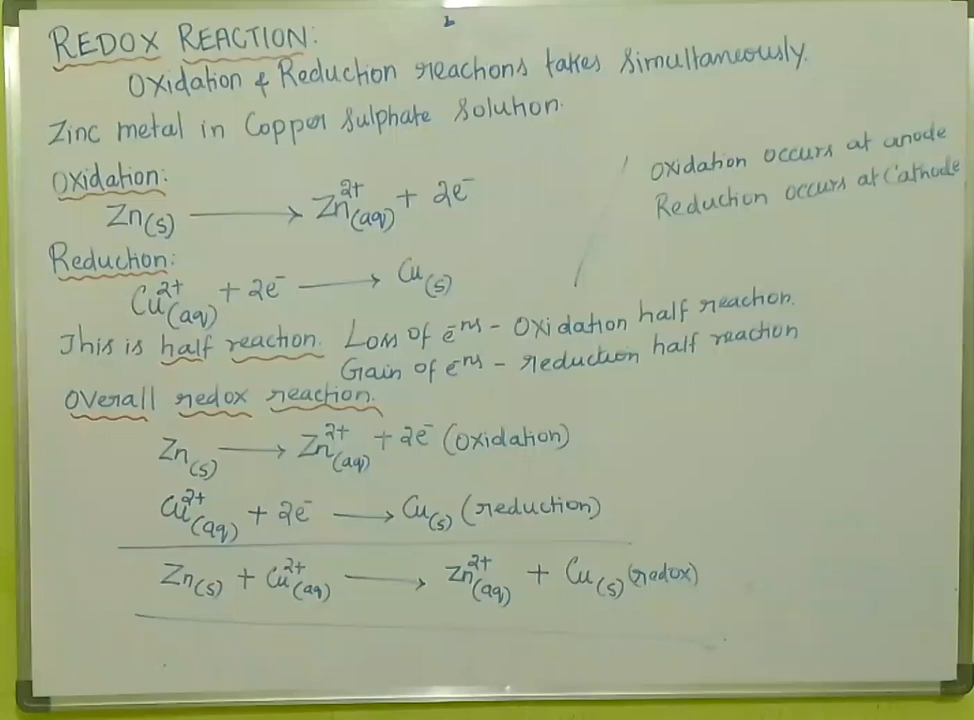 REDOX REACTION:
Oxidation & Reduction reactions takes simultaneously.
Zinc metal in Copper Sulphate Solution.
Oxidation:
Zn(s) ⟶ Zn²⁺(aq) + 2e⁻
Oxidation occurs at anode
Reduction occurs at Cathode
Reduction:
Cu²⁺(aq) + 2e⁻ ⟶ Cu(s)
This is half reaction. Loss of e⁻ⁿˢ - Oxidation half reaction.
Gain of e⁻ⁿˢ - reduction half reaction
Overall redox reaction.
Zn(s) ⟶ Zn²⁺(aq) + 2e⁻ (oxidation)
Cu²⁺(aq) + 2e⁻ ⟶ Cu(s) (reduction)
Zn(s) + Cu²⁺(aq) ⟶ Zn²⁺(aq) + Cu(s) (redox)